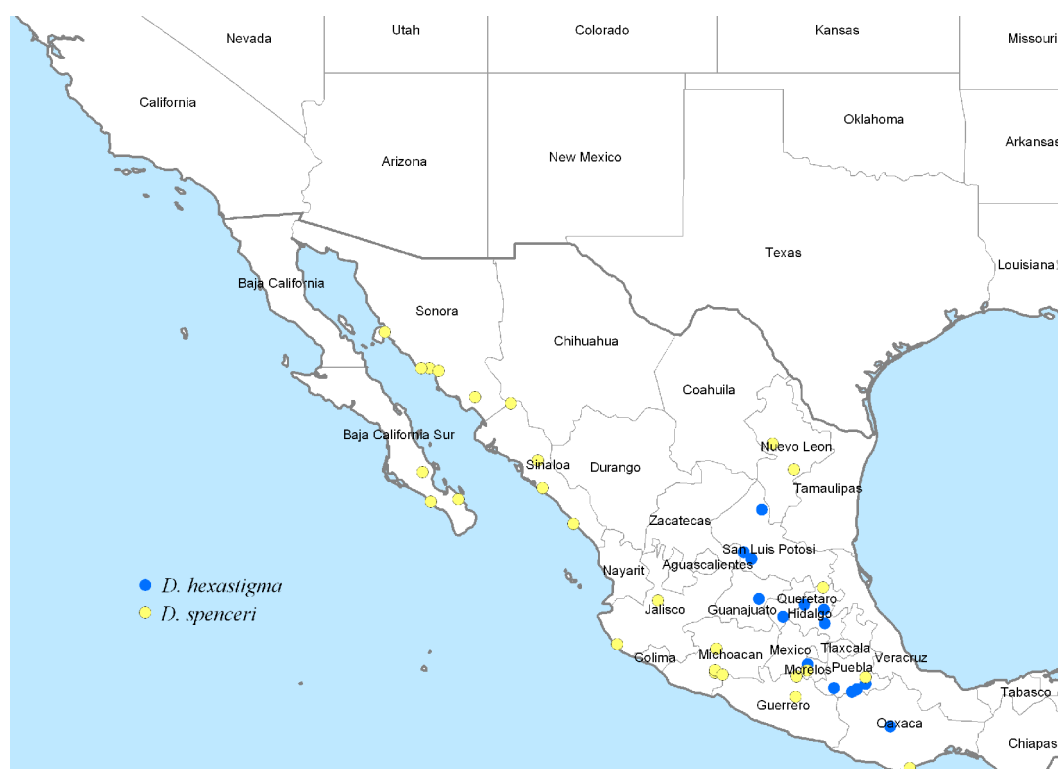 Nevada
Utah
Colorado
Kansas
Missouri
California
Oklahoma
Arkansas
Arizona
New Mexico
Texas
Louisiana
Baja California
Sonora
Chihuahua
Coahuila
Baja California Sur
Nuevo Leon
Sinaloa
Durango
Tamaulipas
Zacatecas
San Luis Potosi
Nayarit
Aguascalientes
D. hexastigma
D. spenceri
Jalisco
Guanajuato
Queretaro
Hidalgo
Colima
Michoacan
Mexico
Tlaxcala
Veracruz
Morelos
Puebla
Guerrero
Oaxaca
Tabasco
Chiapas